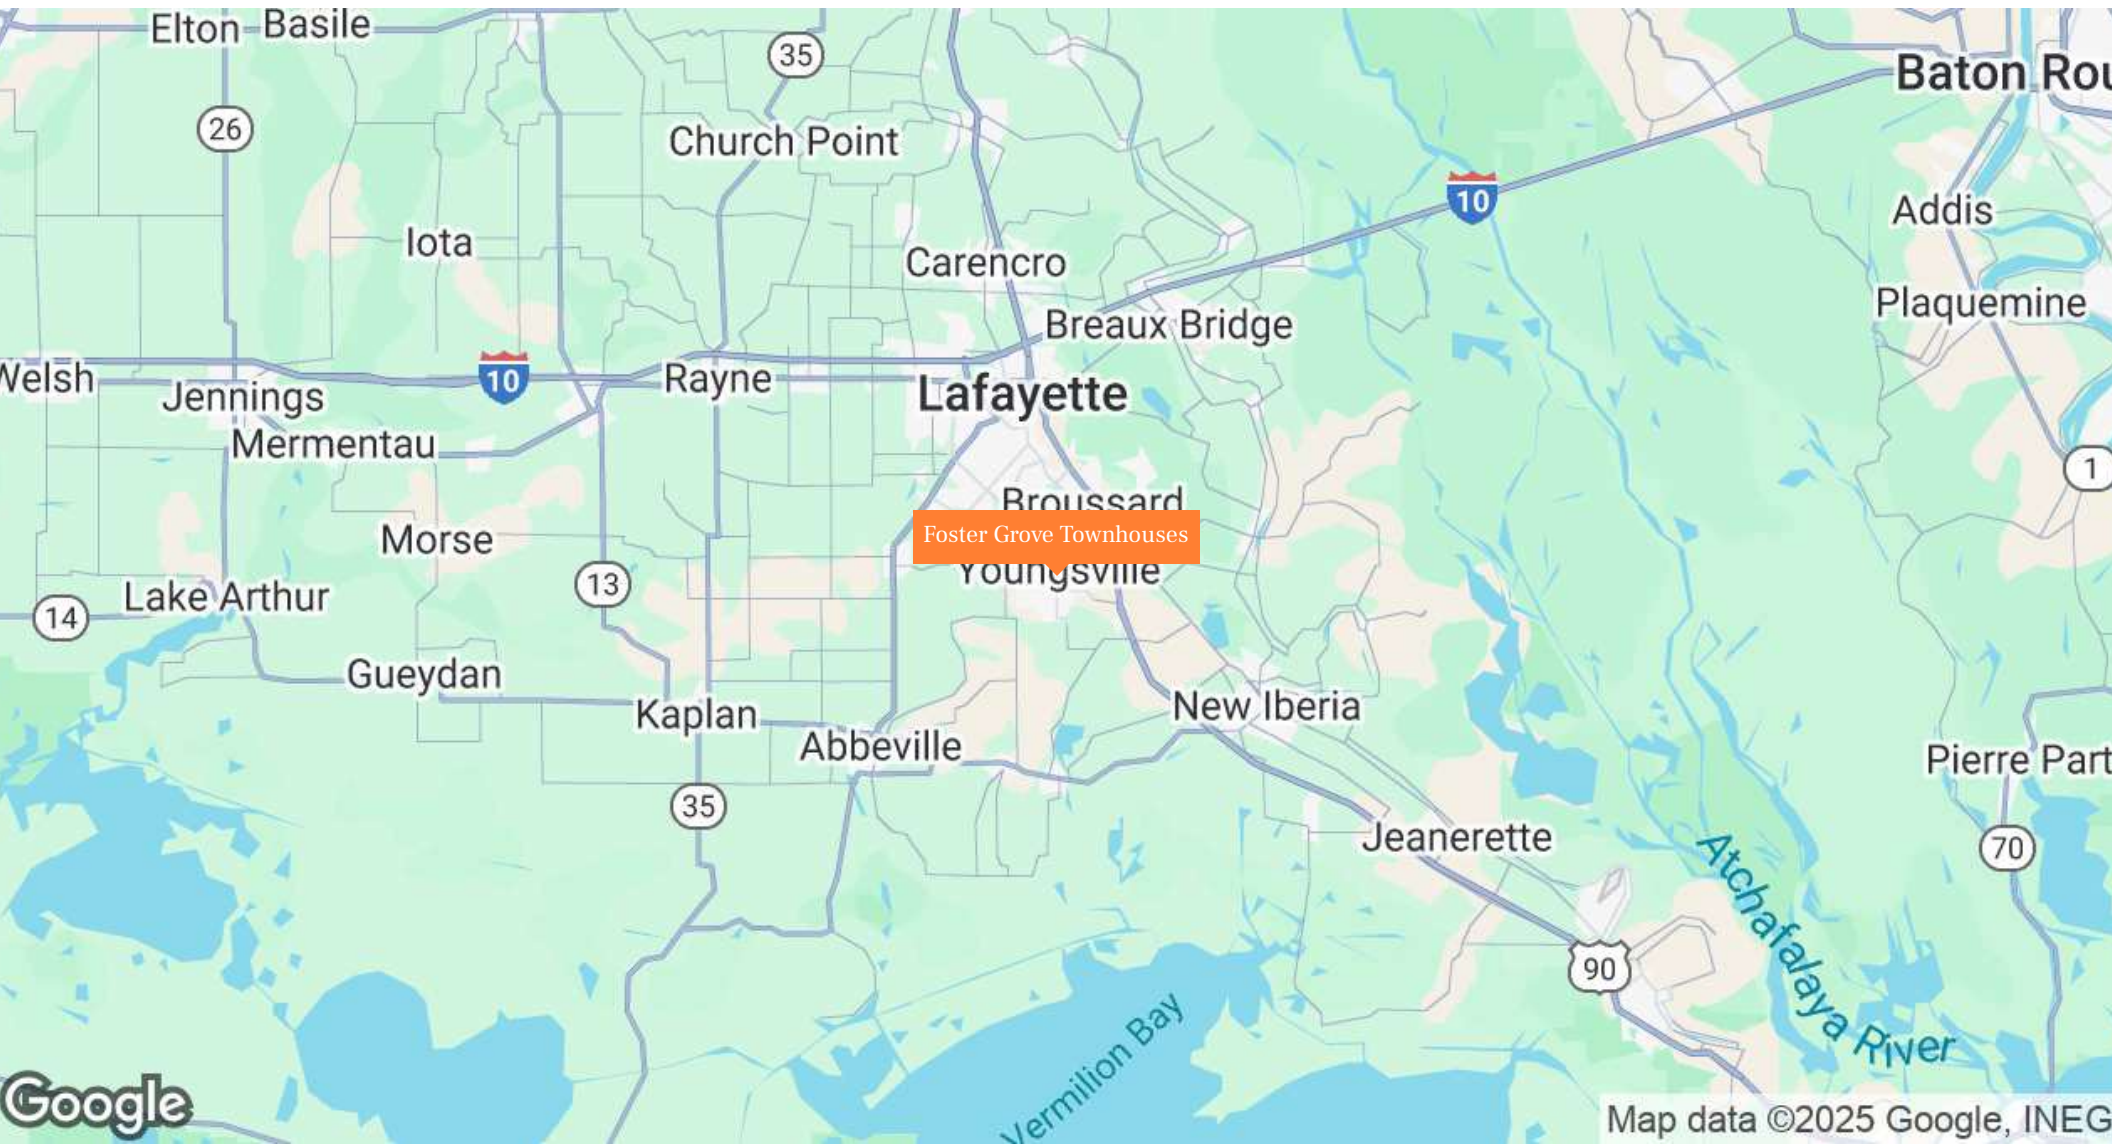 Elton
Basile
35
Baton Rou
26
Church Point
10
Addis
Iota
Carencro
Plaquemine
Breaux Bridge
Welsh
Jennings
10
Rayne
Lafayette
Mermentau
1
Broussard
Morse
Foster Grove Townhouses
Youngsville
13
Lake Arthur
14
Gueydan
Kaplan
New Iberia
Abbeville
Pierre Part
35
Jeanerette
70
Atchafalaya River
90
Vermilion Bay
Google
Map data ©2025 Google, INEG